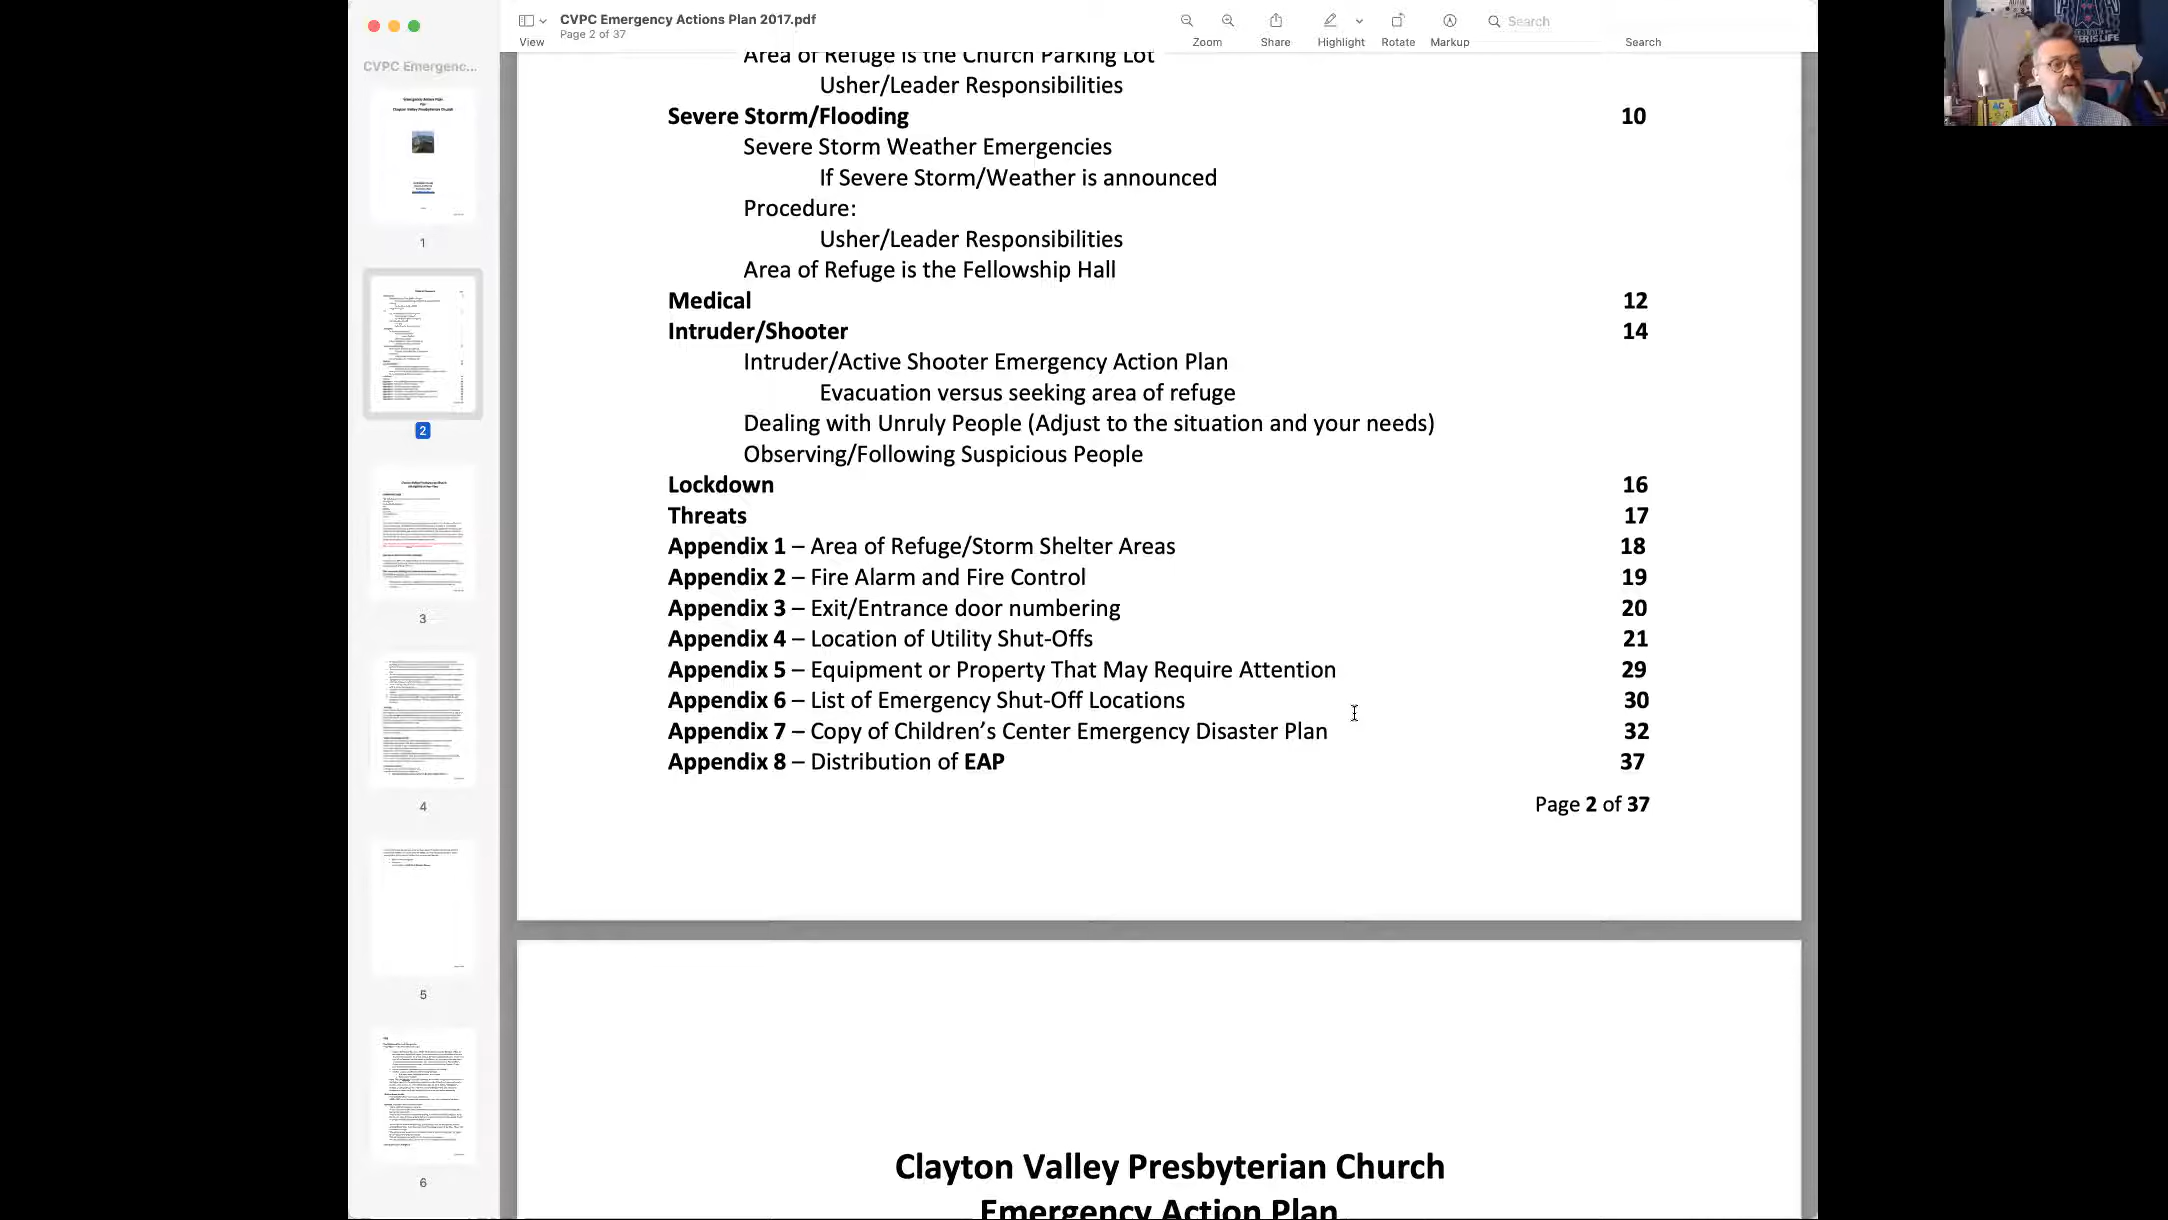 CVPC Emergency Actions Plan 2017.pdf
Page 2 of 37
View
Zoom
Share
Highlight
Rotate
Markup
Search
Search
CVPC Emergenc...
1
2
3
4
5
6
Area of Refuge is the Church Parking Lot
Usher/Leader Responsibilities
Severe Storm/Flooding 10
Severe Storm Weather Emergencies
If Severe Storm/Weather is announced
Procedure:
Usher/Leader Responsibilities
Area of Refuge is the Fellowship Hall
Medical 12
Intruder/Shooter 14
Intruder/Active Shooter Emergency Action Plan
Evacuation versus seeking area of refuge
Dealing with Unruly People (Adjust to the situation and your needs)
Observing/Following Suspicious People
Lockdown 16
Threats 17
Appendix 1 – Area of Refuge/Storm Shelter Areas 18
Appendix 2 – Fire Alarm and Fire Control 19
Appendix 3 – Exit/Entrance door numbering 20
Appendix 4 – Location of Utility Shut-Offs 21
Appendix 5 – Equipment or Property That May Require Attention 29
Appendix 6 – List of Emergency Shut-Off Locations 30
Appendix 7 – Copy of Children’s Center Emergency Disaster Plan 32
Appendix 8 – Distribution of EAP 37
Page 2 of 37
Clayton Valley Presbyterian Church
Emergency Action Plan